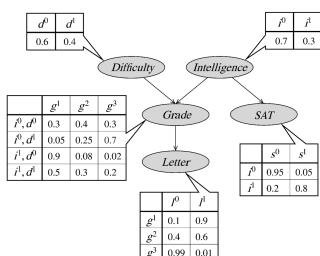 d⁰ d¹
0.6 0.4
i⁰ i¹
0.7 0.3
Difficulty
Intelligence
Grade
SAT
Letter
g¹ g² g³
i⁰, d⁰ 0.3 0.4 0.3
i⁰, d¹ 0.05 0.25 0.7
i¹, d⁰ 0.9 0.08 0.02
i¹, d¹ 0.5 0.3 0.2
s⁰ s¹
i⁰ 0.95 0.05
i¹ 0.2 0.8
l⁰ l¹
g¹ 0.1 0.9
g² 0.4 0.6
g³ 0.99 0.01